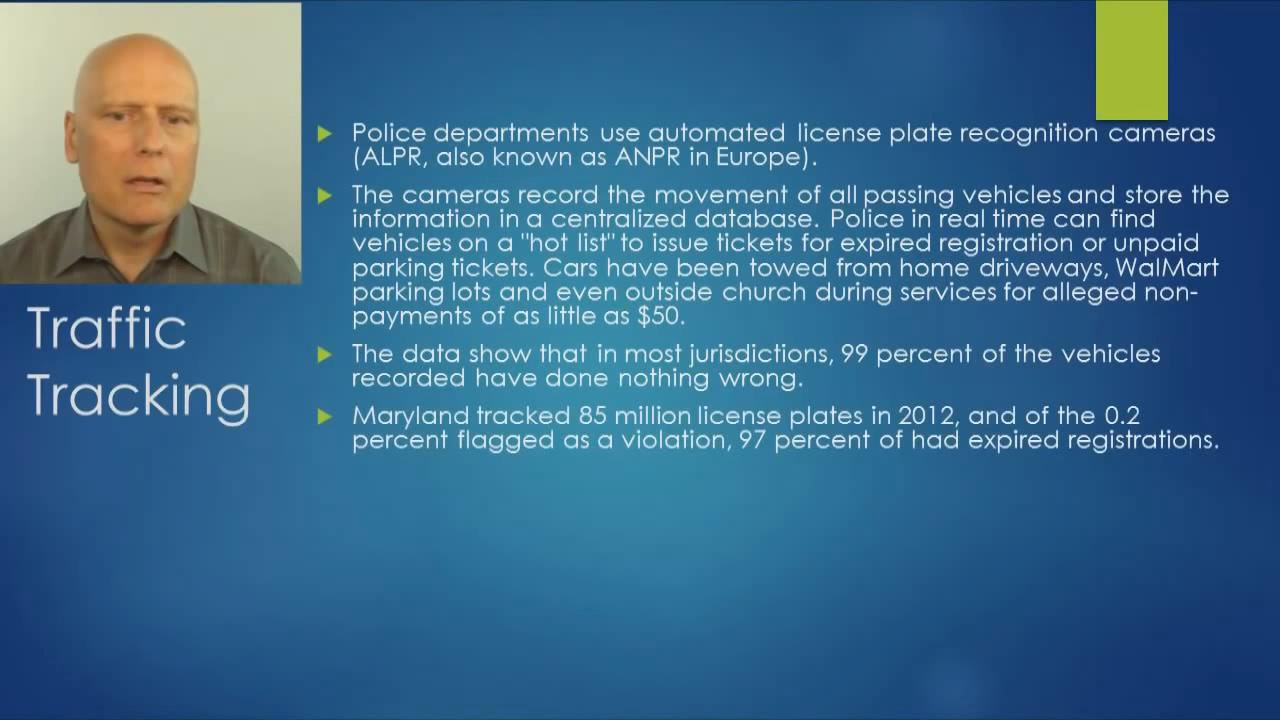 Traffic
Tracking
Police departments use automated license plate recognition cameras
(ALPR, also known as ANPR in Europe).
The cameras record the movement of all passing vehicles and store the
information in a centralized database. Police in real time can find
vehicles on a "hot list" to issue tickets for expired registration or unpaid
parking tickets. Cars have been towed from home driveways, WalMart
parking lots and even outside church during services for alleged non-
payments of as little as $50.
The data show that in most jurisdictions, 99 percent of the vehicles
recorded have done nothing wrong.
Maryland tracked 85 million license plates in 2012, and of the 0.2
percent flagged as a violation, 97 percent of had expired registrations.